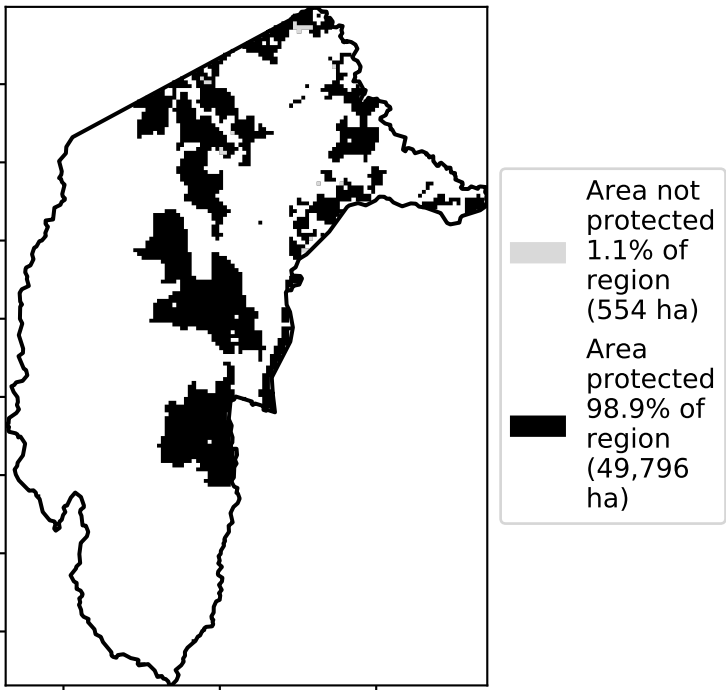 Area not
protected
1.1% of
region
(554 ha)
Area
protected
98.9% of
region
(49,796
ha)